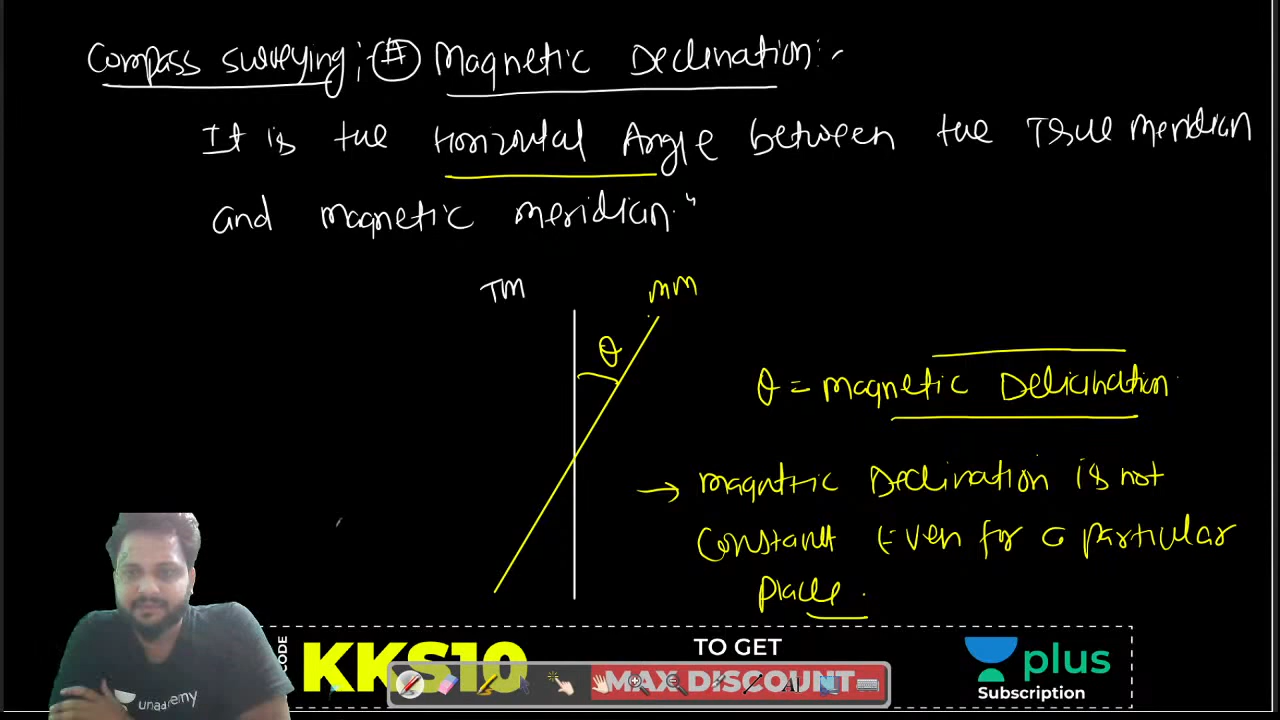 Compass surveying; # Magnetic Declination:-
It is the Horizontal Angle between the True Meridian
and magnetic meridian."
TM
MM
θ
θ = magnetic Delicination
→ magntric Declination is not
constant Even for a particular
place.
CODE
KKS10
TO GET
MAX DISCOUNT
plus
Subscription
unacademy